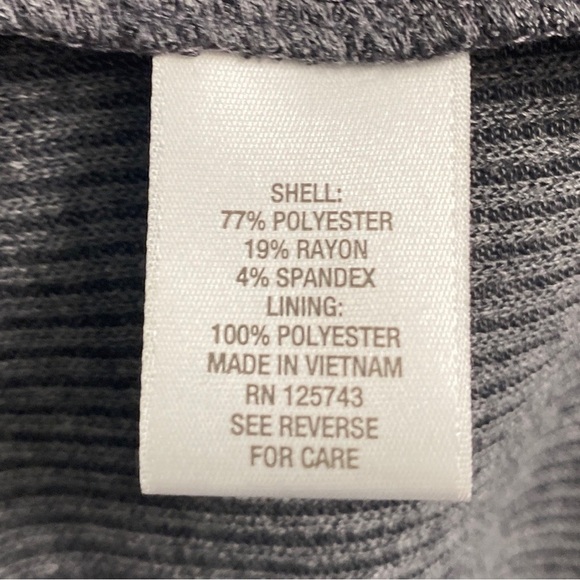 SHELL:
77% POLYESTER
19% RAYON
4% SPANDEX
LINING:
100% POLYESTER
MADE IN VIETNAM
RN 125743
SEE REVERSE
FOR CARE